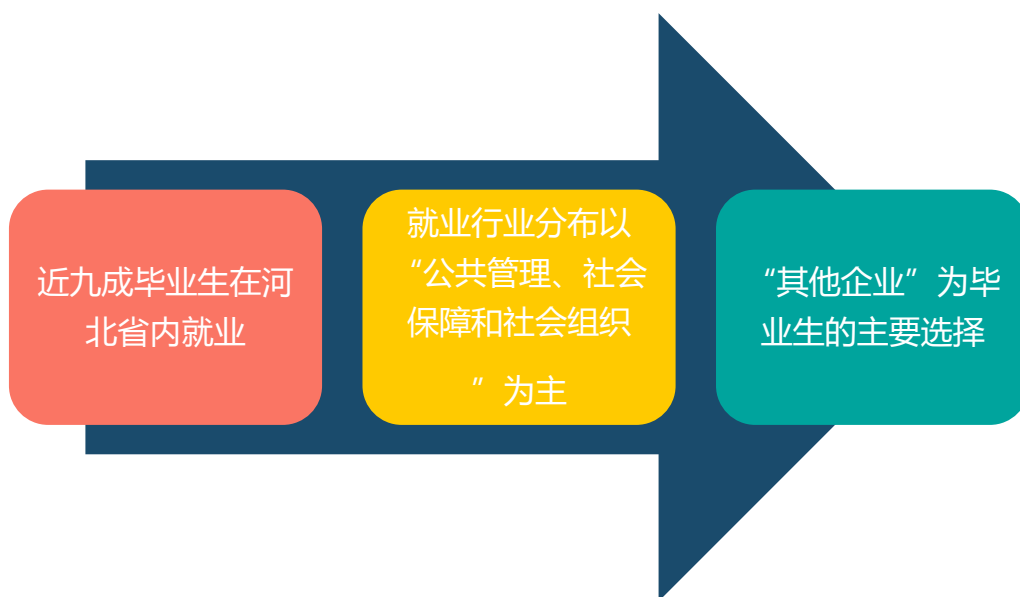 近九成毕业生在河
北省内就业
就业行业分布以
“公共管理、社会
保障和社会组织
”为主
“其他企业”为毕
业生的主要选择